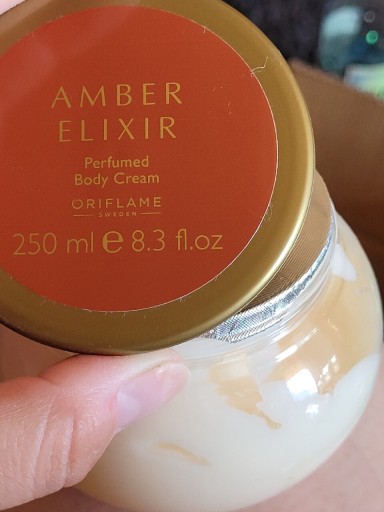 AMBER
ELIXIR
Perfumed
Body Cream
ORIFLAME
SWEDEN
250 ml e 8.3 fl.oz